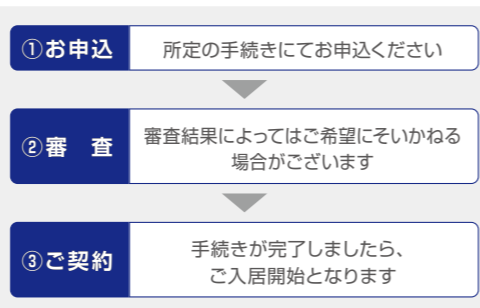 ①お申込
所定の手続きにてお申込ください
②審　査
審査結果によってはご希望にそいかねる
場合がございます
③ご契約
手続きが完了しましたら、
ご入居開始となります